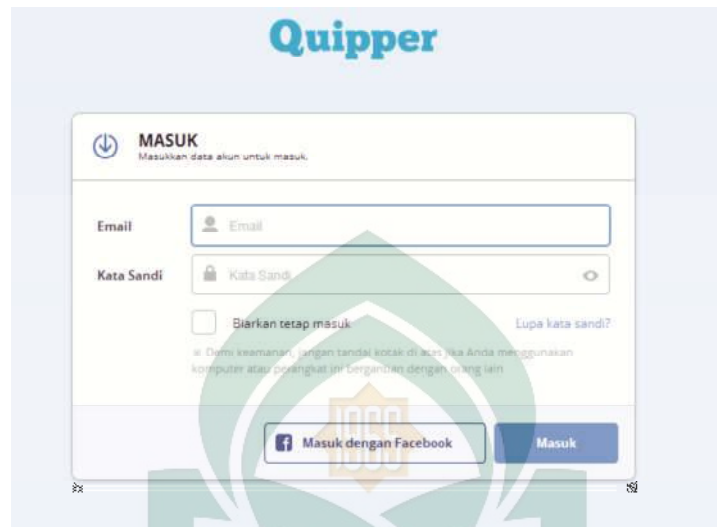 Quipper
MASUK
Masukkan data akun untuk masuk.
Email
Email
Kata Sandi
Kata Sandi
Biarkan tetap masuk
Lupa kata sandi?
※ Demi keamanan, jangan tandai kotak di atas jika Anda menggunakan
komputer atau perangkat ini bergantian dengan orang lain
Masuk dengan Facebook
Masuk